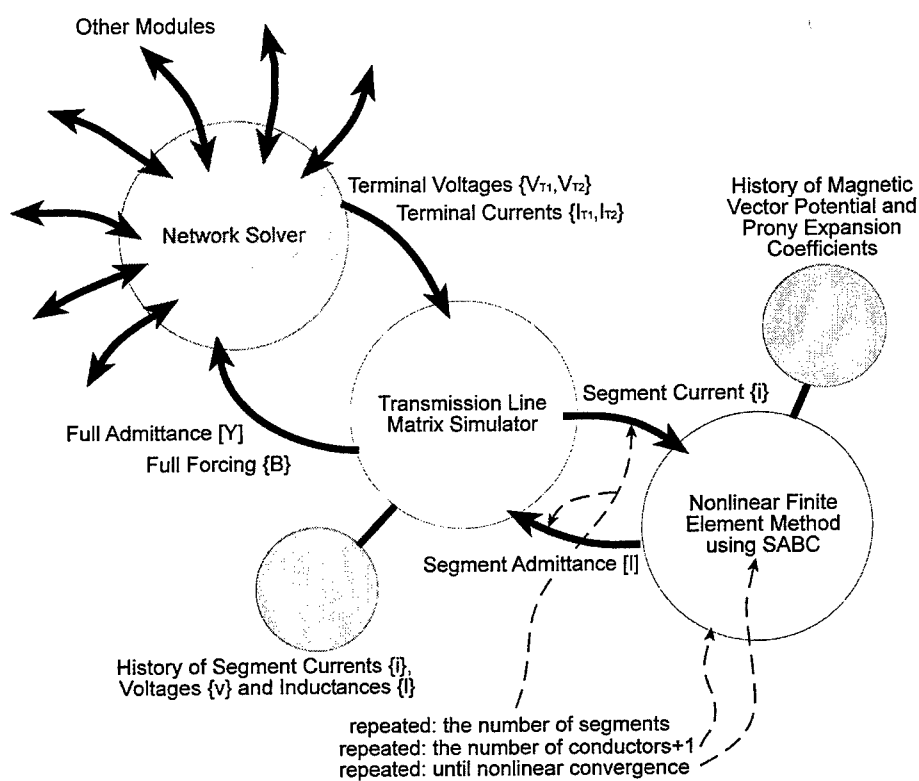 Other Modules
Terminal Voltages {VT1,VT2}
Terminal Currents {IT1,IT2}
Network Solver
History of Magnetic
Vector Potential and
Prony Expansion
Coefficients
Segment Current {i}
Transmission Line
Matrix Simulator
Full Admittance [Y]
Full Forcing {B}
Nonlinear Finite
Element Method
using SABC
Segment Admittance [l]
History of Segment Currents {i},
Voltages {v} and Inductances {l}
repeated: the number of segments
repeated: the number of conductors+1
repeated: until nonlinear convergence